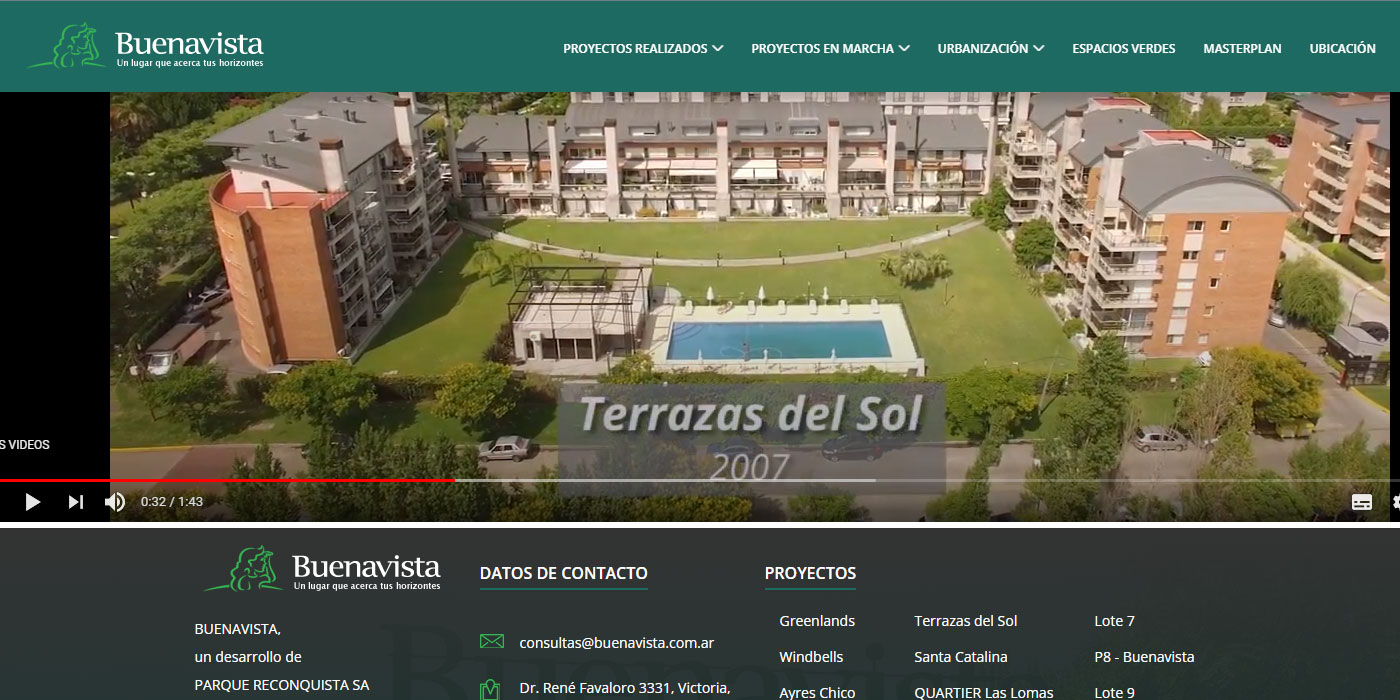 Buenavista
Un lugar que acerca tus horizontes
PROYECTOS REALIZADOS
PROYECTOS EN MARCHA
URBANIZACIÓN
ESPACIOS VERDES
MASTERPLAN
UBICACIÓN
Terrazas del Sol
2007
S VIDEOS
0:32 / 1:43
Buenavista
Un lugar que acerca tus horizontes
BUENAVISTA,
un desarrollo de
PARQUE RECONQUISTA SA
DATOS DE CONTACTO
consultas@buenavista.com.ar
Dr. René Favaloro 3331, Victoria,
PROYECTOS
Greenlands
Terrazas del Sol
Lote 7
Windbells
Santa Catalina
P8 - Buenavista
Ayres Chico
QUARTIER Las Lomas
Lote 9
Buenavista